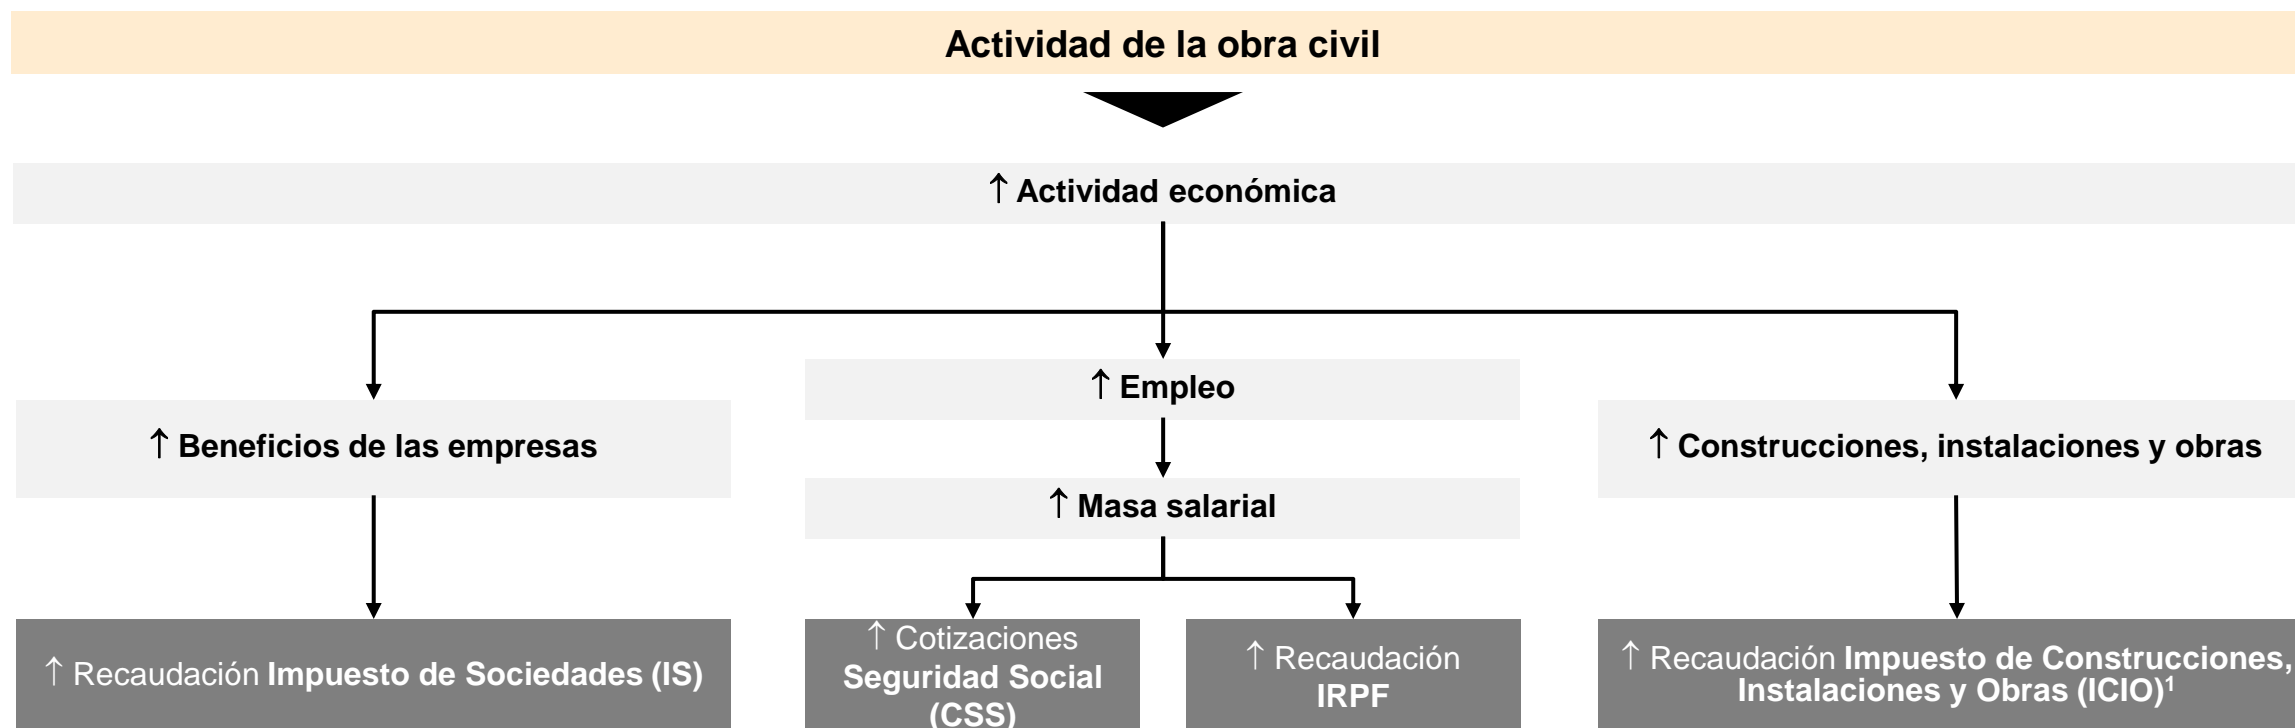 Actividad de la obra civil
↑ Actividad económica
↑ Empleo
↑ Beneficios de las empresas
↑ Construcciones, instalaciones y obras
↑ Masa salarial
↑ Recaudación Impuesto de Sociedades (IS)
↑ Cotizaciones
Seguridad Social
(CSS)
↑ Recaudación
IRPF
↑ Recaudación Impuesto de Construcciones,
Instalaciones y Obras (ICIO)¹